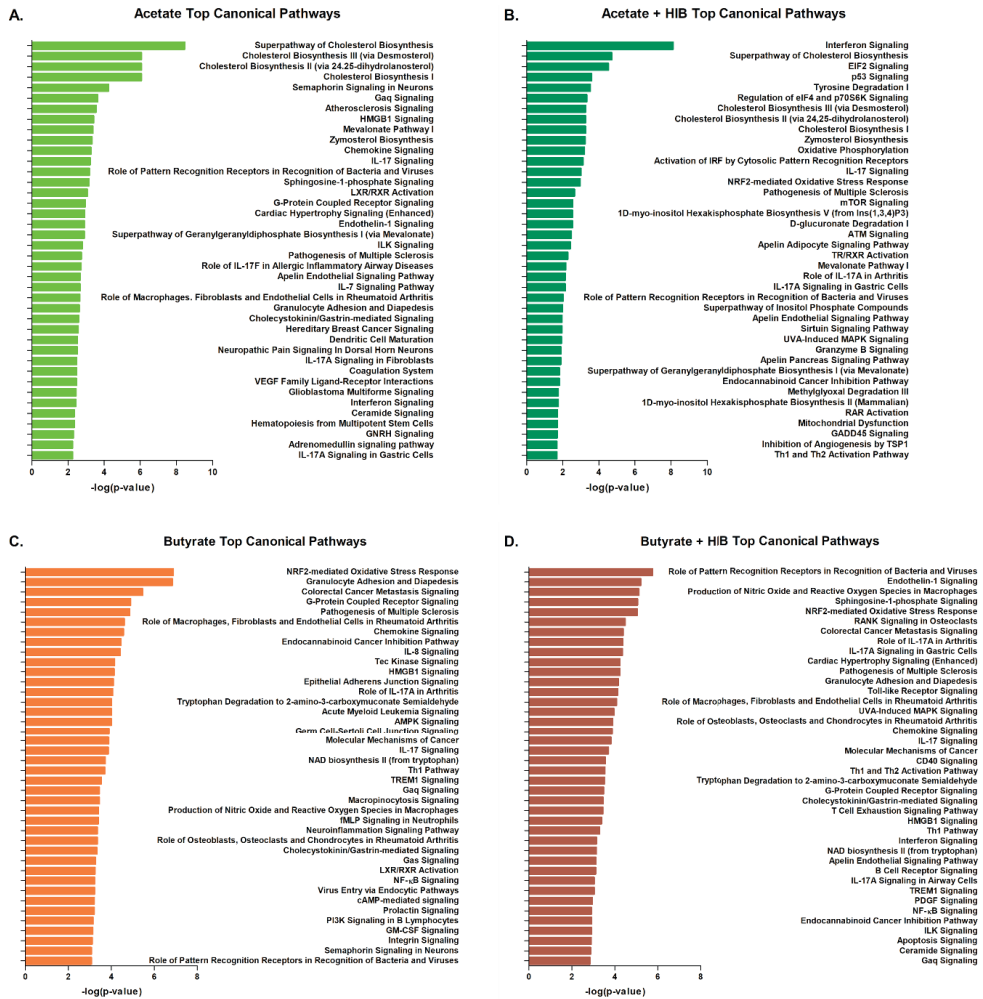 A.
Acetate Top Canonical Pathways
Superpathway of Cholesterol Biosynthesis
Cholesterol Biosynthesis III (via Desmosterol)
Cholesterol Biosynthesis II (via 24,25-dihydrolanosterol)
Cholesterol Biosynthesis I
Semaphorin Signaling in Neurons
Gaq Signaling
Atherosclerosis Signaling
HMGB1 Signaling
Mevalonate Pathway I
Zymosterol Biosynthesis
Chemokine Signaling
IL-17 Signaling
Role of Pattern Recognition Receptors in Recognition of Bacteria and Viruses
Sphingosine-1-phosphate Signaling
LXR/RXR Activation
G-Protein Coupled Receptor Signaling
Cardiac Hypertrophy Signaling (Enhanced)
Endothelin-1 Signaling
Superpathway of Geranylgeranyldiphosphate Biosynthesis I (via Mevalonate)
ILK Signaling
Pathogenesis of Multiple Sclerosis
Role of IL-17F in Allergic Inflammatory Airway Diseases
Apelin Endothelial Signaling Pathway
IL-7 Signaling Pathway
Role of Macrophages. Fibroblasts and Endothelial Cells in Rheumatoid Arthritis
Granulocyte Adhesion and Diapedesis
Cholecystokinin/Gastrin-mediated Signaling
Hereditary Breast Cancer Signaling
Dendritic Cell Maturation
Neuropathic Pain Signaling In Dorsal Horn Neurons
IL-17A Signaling in Fibroblasts
Coagulation System
VEGF Family Ligand-Receptor Interactions
Glioblastoma Multiforme Signaling
Interferon Signaling
Ceramide Signaling
Hematopoiesis from Multipotent Stem Cells
GNRH Signaling
Adrenomedullin signaling pathway
IL-17A Signaling in Gastric Cells
0 2 4 6 8 10
-log(p-value)
B.
Acetate + HIB Top Canonical Pathways
Interferon Signaling
Superpathway of Cholesterol Biosynthesis
EIF2 Signaling
p53 Signaling
Tyrosine Degradation I
Regulation of eIF4 and p70S6K Signaling
Cholesterol Biosynthesis III (via Desmosterol)
Cholesterol Biosynthesis II (via 24,25-dihydrolanosterol)
Cholesterol Biosynthesis I
Zymosterol Biosynthesis
Oxidative Phosphorylation
Activation of IRF by Cytosolic Pattern Recognition Receptors
IL-17 Signaling
NRF2-mediated Oxidative Stress Response
Pathogenesis of Multiple Sclerosis
mTOR Signaling
1D-myo-inositol Hexakisphosphate Biosynthesis V (from Ins(1,3,4)P3)
D-glucuronate Degradation I
ATM Signaling
Apelin Adipocyte Signaling Pathway
TR/RXR Activation
Mevalonate Pathway I
Role of IL-17A in Arthritis
IL-17A Signaling in Gastric Cells
Role of Pattern Recognition Receptors in Recognition of Bacteria and Viruses
Superpathway of Inositol Phosphate Compounds
Apelin Endothelial Signaling Pathway
Sirtuin Signaling Pathway
UVA-Induced MAPK Signaling
Granzyme B Signaling
Apelin Pancreas Signaling Pathway
Superpathway of Geranylgeranyldiphosphate Biosynthesis I (via Mevalonate)
Endocannabinoid Cancer Inhibition Pathway
Methylglyoxal Degradation III
1D-myo-inositol Hexakisphosphate Biosynthesis II (Mammalian)
RAR Activation
Mitochondrial Dysfunction
GADD45 Signaling
Inhibition of Angiogenesis by TSP1
Th1 and Th2 Activation Pathway
0 2 4 6 8 10
-log(p-value)
C.
Butyrate Top Canonical Pathways
NRF2-mediated Oxidative Stress Response
Granulocyte Adhesion and Diapedesis
Colorectal Cancer Metastasis Signaling
G-Protein Coupled Receptor Signaling
Pathogenesis of Multiple Sclerosis
Role of Macrophages, Fibroblasts and Endothelial Cells in Rheumatoid Arthritis
Chemokine Signaling
Endocannabinoid Cancer Inhibition Pathway
IL-8 Signaling
Tec Kinase Signaling
HMGB1 Signaling
Epithelial Adherens Junction Signaling
Role of IL-17A in Arthritis
Tryptophan Degradation to 2-amino-3-carboxymuconate Semialdehyde
Acute Myeloid Leukemia Signaling
AMPK Signaling
Germ Cell-Sertoli Cell Junction Signaling
Molecular Mechanisms of Cancer
IL-17 Signaling
NAD biosynthesis II (from tryptophan)
Th1 Pathway
TREM1 Signaling
Gaq Signaling
Macropinocytosis Signaling
Production of Nitric Oxide and Reactive Oxygen Species in Macrophages
fMLP Signaling in Neutrophils
Neuroinflammation Signaling Pathway
Role of Osteoblasts, Osteoclasts and Chondrocytes in Rheumatoid Arthritis
Cholecystokinin/Gastrin-mediated Signaling
Gas Signaling
LXR/RXR Activation
NF-κB Signaling
Virus Entry via Endocytic Pathways
cAMP-mediated signaling
Prolactin Signaling
PI3K Signaling in B Lymphocytes
GM-CSF Signaling
Integrin Signaling
Semaphorin Signaling in Neurons
Role of Pattern Recognition Receptors in Recognition of Bacteria and Viruses
0 2 4 6 8
-log(p-value)
D.
Butyrate + HIB Top Canonical Pathways
Role of Pattern Recognition Receptors in Recognition of Bacteria and Viruses
Endothelin-1 Signaling
Production of Nitric Oxide and Reactive Oxygen Species in Macrophages
Sphingosine-1-phosphate Signaling
NRF2-mediated Oxidative Stress Response
RANK Signaling in Osteoclasts
Colorectal Cancer Metastasis Signaling
Role of IL-17A in Arthritis
IL-17A Signaling in Gastric Cells
Cardiac Hypertrophy Signaling (Enhanced)
Pathogenesis of Multiple Sclerosis
Granulocyte Adhesion and Diapedesis
Toll-like Receptor Signaling
Role of Macrophages, Fibroblasts and Endothelial Cells in Rheumatoid Arthritis
UVA-Induced MAPK Signaling
Role of Osteoblasts, Osteoclasts and Chondrocytes in Rheumatoid Arthritis
Chemokine Signaling
IL-17 Signaling
Molecular Mechanisms of Cancer
CD40 Signaling
Th1 and Th2 Activation Pathway
Tryptophan Degradation to 2-amino-3-carboxymuconate Semialdehyde
G-Protein Coupled Receptor Signaling
Cholecystokinin/Gastrin-mediated Signaling
T Cell Exhaustion Signaling Pathway
HMGB1 Signaling
Th1 Pathway
Interferon Signaling
NAD biosynthesis II (from tryptophan)
Apelin Endothelial Signaling Pathway
B Cell Receptor Signaling
IL-17A Signaling in Airway Cells
TREM1 Signaling
PDGF Signaling
NF-κB Signaling
Endocannabinoid Cancer Inhibition Pathway
ILK Signaling
Apoptosis Signaling
Ceramide Signaling
Gaq Signaling
0 2 4 6 8
-log(p-value)